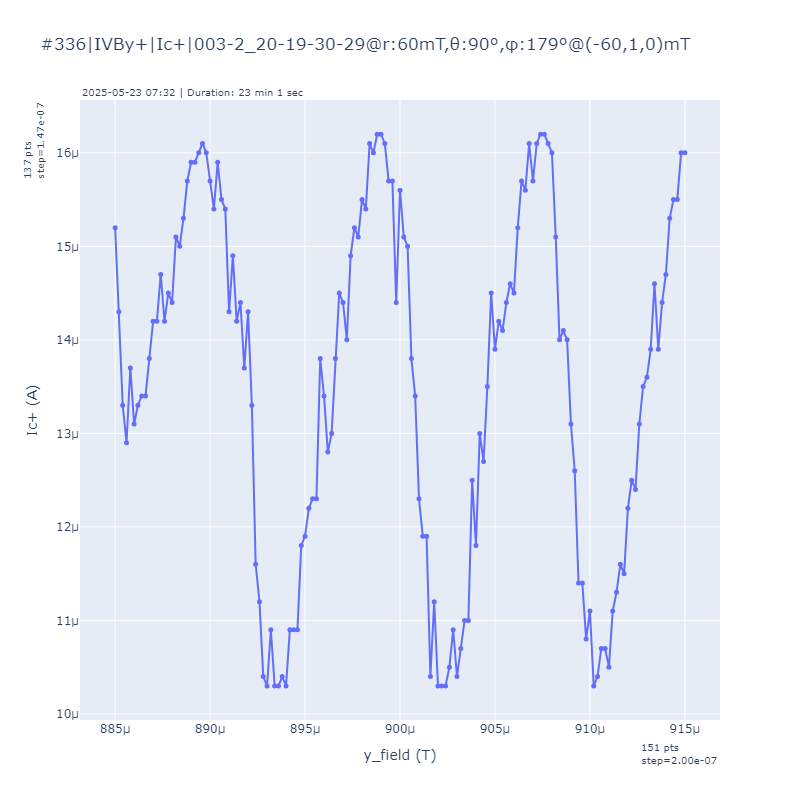 #336|IVBy+|Ic+|003-2_20-19-30-29@r:60mT,θ:90°,φ:179°@(-60,1,0)mT
2025-05-23 07:32 | Duration: 23 min 1 sec
137 pts
step=1.47e-07
16μ
15μ
14μ
13μ
12μ
11μ
10μ
Ic+ (A)
885μ
890μ
895μ
900μ
905μ
910μ
915μ
y_field (T)
151 pts
step=2.00e-07